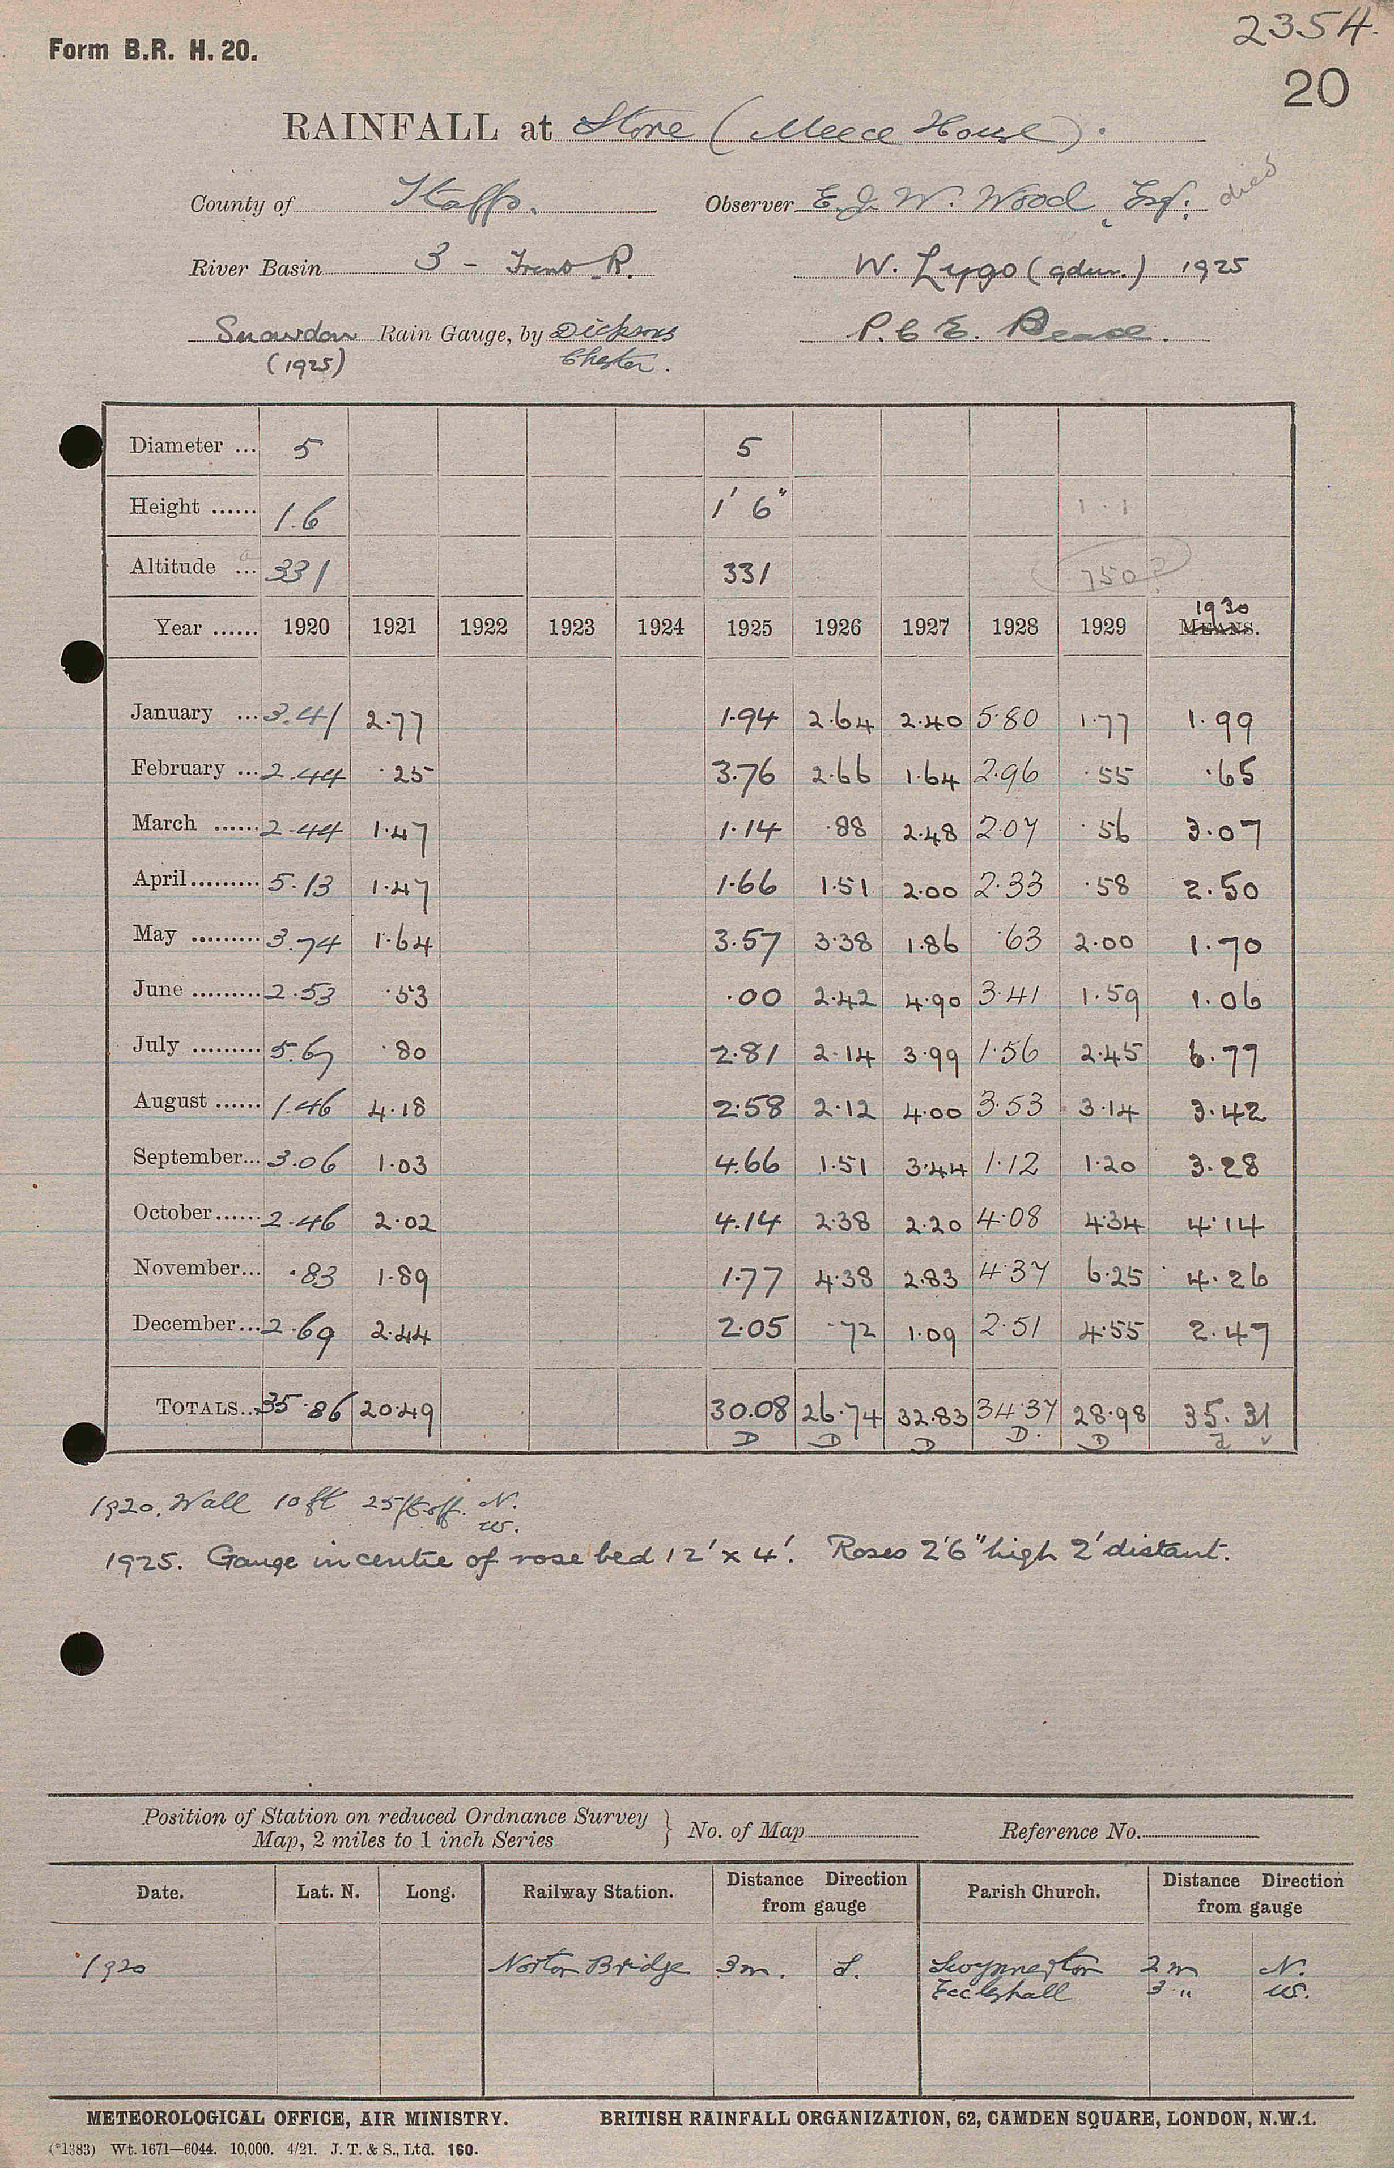 2354.
Form B.R. H. 20.
20
RAINFALL at Stone (Meece House).
County of Staffs. Observer E. J. W. Wood, Esq. died
River Basin 3 - Trent R. W. Lygo (gdnr.) 1925
Snowdon Rain Gauge, by Dicksons P. C. E. Pease.
(1925) Chester.
Diameter ... 5 5
Height ...... 1.6 1' 6" 1.1
Altitude ... 331 331 750?
1930
Year ...... 1920 1921 1922 1923 1924 1925 1926 1927 1928 1929 MEANS.
January ... 3.41 2.77 1.94 2.64 2.40 5.80 1.77 1.99
February ... 2.44 .25 3.76 2.66 1.64 2.96 .55 .65
March ...... 2.44 1.47 1.14 .88 2.48 2.07 .56 3.07
April ......... 5.13 1.47 1.66 1.51 2.00 2.33 .58 2.50
May ......... 3.74 1.64 3.57 3.38 1.86 .63 2.00 1.70
June ......... 2.53 .53 .00 2.42 4.90 3.41 1.59 1.06
July ......... 5.67 .80 2.81 2.14 3.99 1.56 2.45 6.77
August ...... 1.46 4.18 2.58 2.12 4.00 3.53 3.14 3.42
September... 3.06 1.03 4.66 1.51 3.44 1.12 1.20 3.28
October ...... 2.46 2.02 4.14 2.38 2.20 4.08 4.34 4.14
November... .83 1.89 1.77 4.38 2.83 4.37 6.25 4.26
December... 2.69 2.44 2.05 .72 1.09 2.51 4.55 2.47
TOTALS... 35.86 20.49 30.08 26.74 32.83 34.37 28.98 35.31
D D D D. D
1920. Wall 10 ft 25 ft off. N.
W.
1925. Gauge in centre of rose bed 12' x 4'. Roses 2'6" high 2' distant.
Position of Station on reduced Ordnance Survey
Map, 2 miles to 1 inch Series } No. of Map Reference No.
Date. Lat. N. Long. Railway Station. Distance Direction from gauge Parish Church. Distance Direction from gauge
1920 Norton Bridge 3m. S. Swynnerton 2 m N.
Eccleshall 3 " W.
METEOROLOGICAL OFFICE, AIR MINISTRY. BRITISH RAINFALL ORGANIZATION, 62, CAMDEN SQUARE, LONDON, N.W.1.
(*1383) Wt. 1671—6044. 10,000. 4/21. J. T. & S., Ltd. 160.